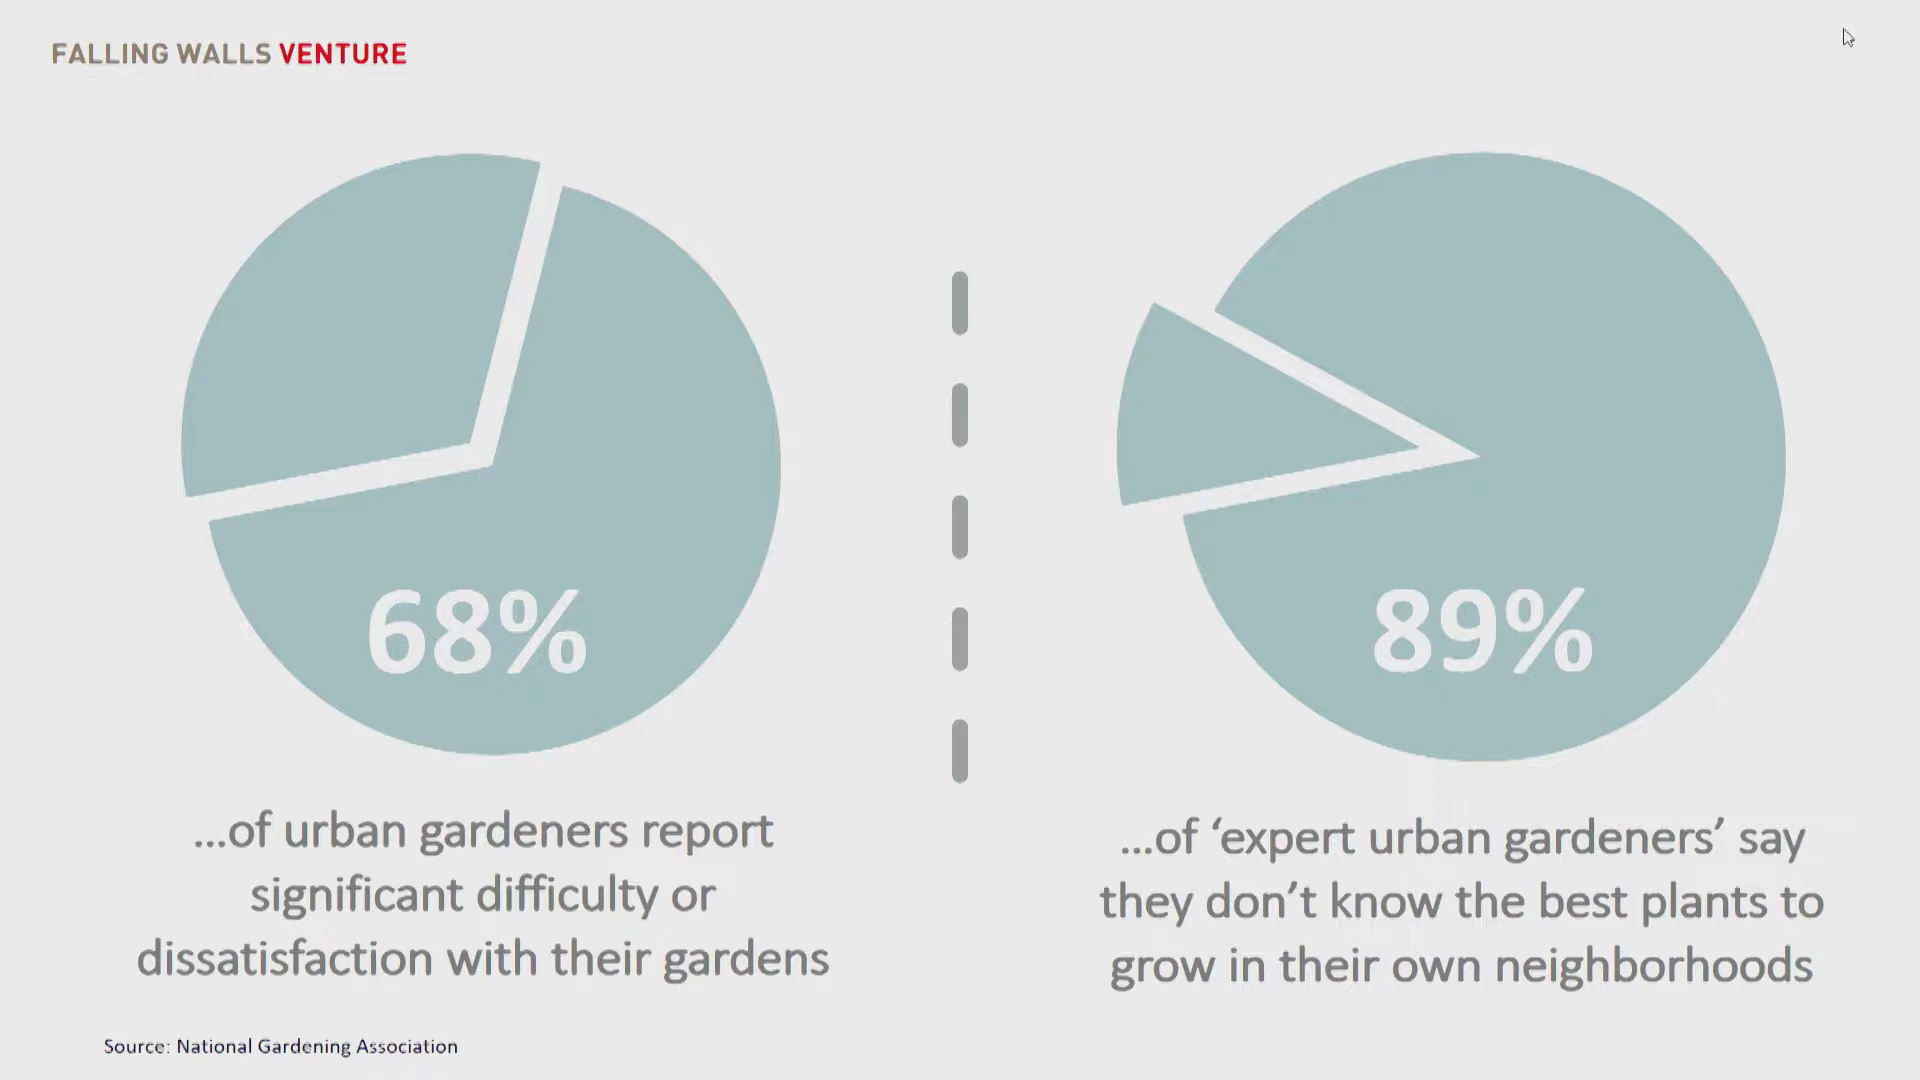 FALLING WALLS VENTURE
68%
...of urban gardeners report
significant difficulty or
dissatisfaction with their gardens
89%
...of ‘expert urban gardeners’ say
they don’t know the best plants to
grow in their own neighborhoods
Source: National Gardening Association